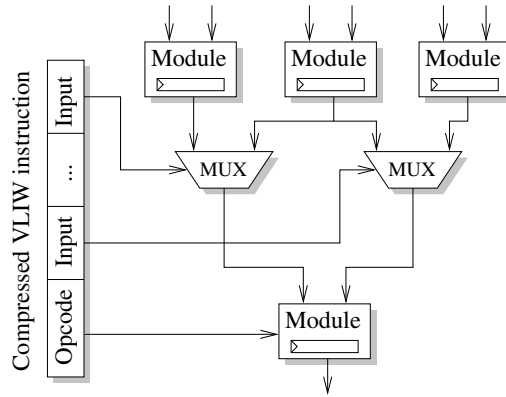 Module
Module
Module
Compressed VLIW instruction
Input
...
Input
Opcode
MUX
MUX
Module